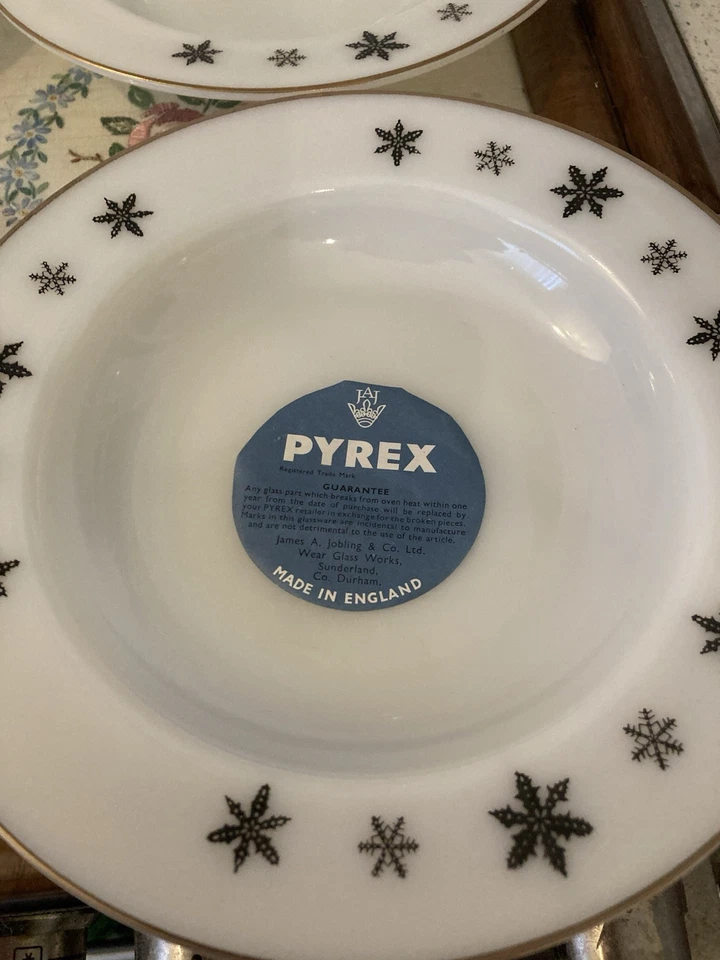 JAJ
PYREX
Registered Trade Mark
GUARANTEE
Any glass part which breaks from oven heat within one
year from the date of purchase will be replaced by
your PYREX retailer in exchange for the broken pieces.
Marks in this glassware are incidental to manufacture
and are not detrimental to the use of the article.
James A. Jobling & Co. Ltd.
Wear Glass Works,
Sunderland,
Co. Durham.
MADE IN ENGLAND